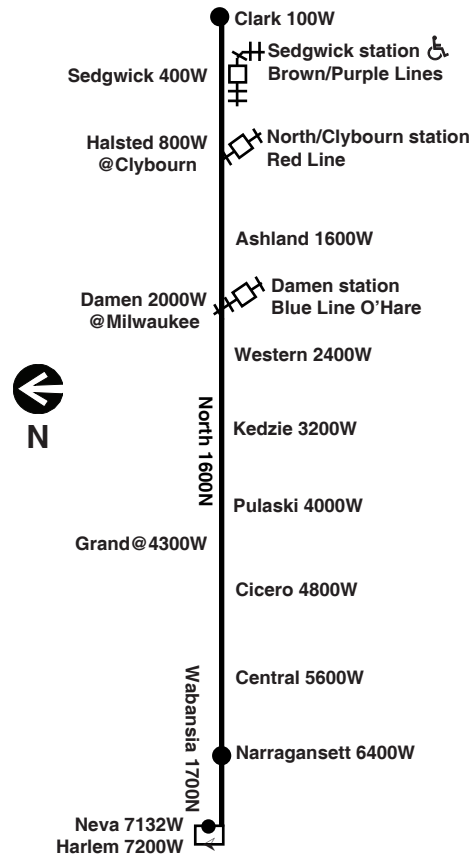 Clark 100W
Sedgwick station
Brown/Purple Lines
Sedgwick 400W
North/Clybourn station
Red Line
Halsted 800W
@Clybourn
Ashland 1600W
Damen station
Blue Line O'Hare
Damen 2000W
@Milwaukee
Western 2400W
N
North 1600N
Kedzie 3200W
Pulaski 4000W
Grand@4300W
Cicero 4800W
Central 5600W
Wabansia 1700N
Narragansett 6400W
Neva 7132W
Harlem 7200W